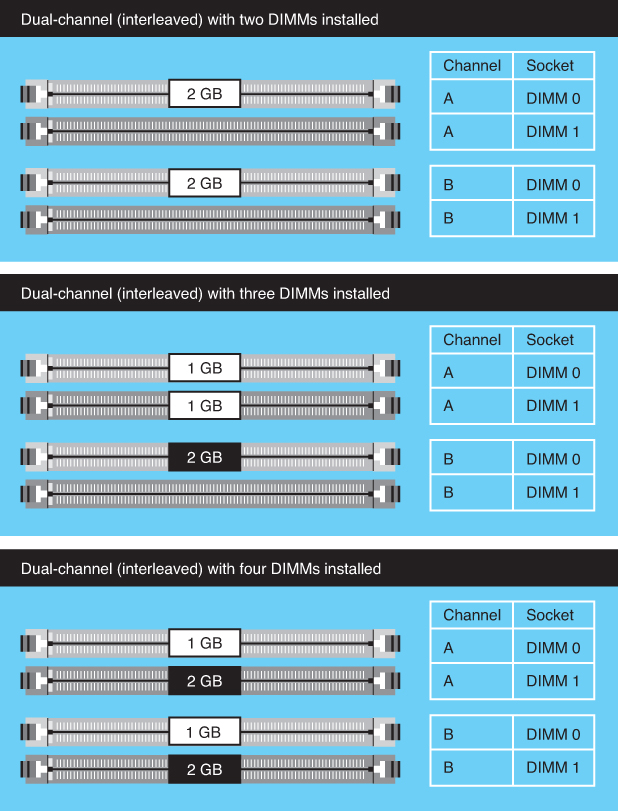 Dual-channel (interleaved) with two DIMMs installed
Channel Socket
2 GB A DIMM 0
A DIMM 1
2 GB B DIMM 0
B DIMM 1
Dual-channel (interleaved) with three DIMMs installed
Channel Socket
1 GB A DIMM 0
1 GB A DIMM 1
2 GB B DIMM 0
B DIMM 1
Dual-channel (interleaved) with four DIMMs installed
Channel Socket
1 GB A DIMM 0
2 GB A DIMM 1
1 GB B DIMM 0
2 GB B DIMM 1